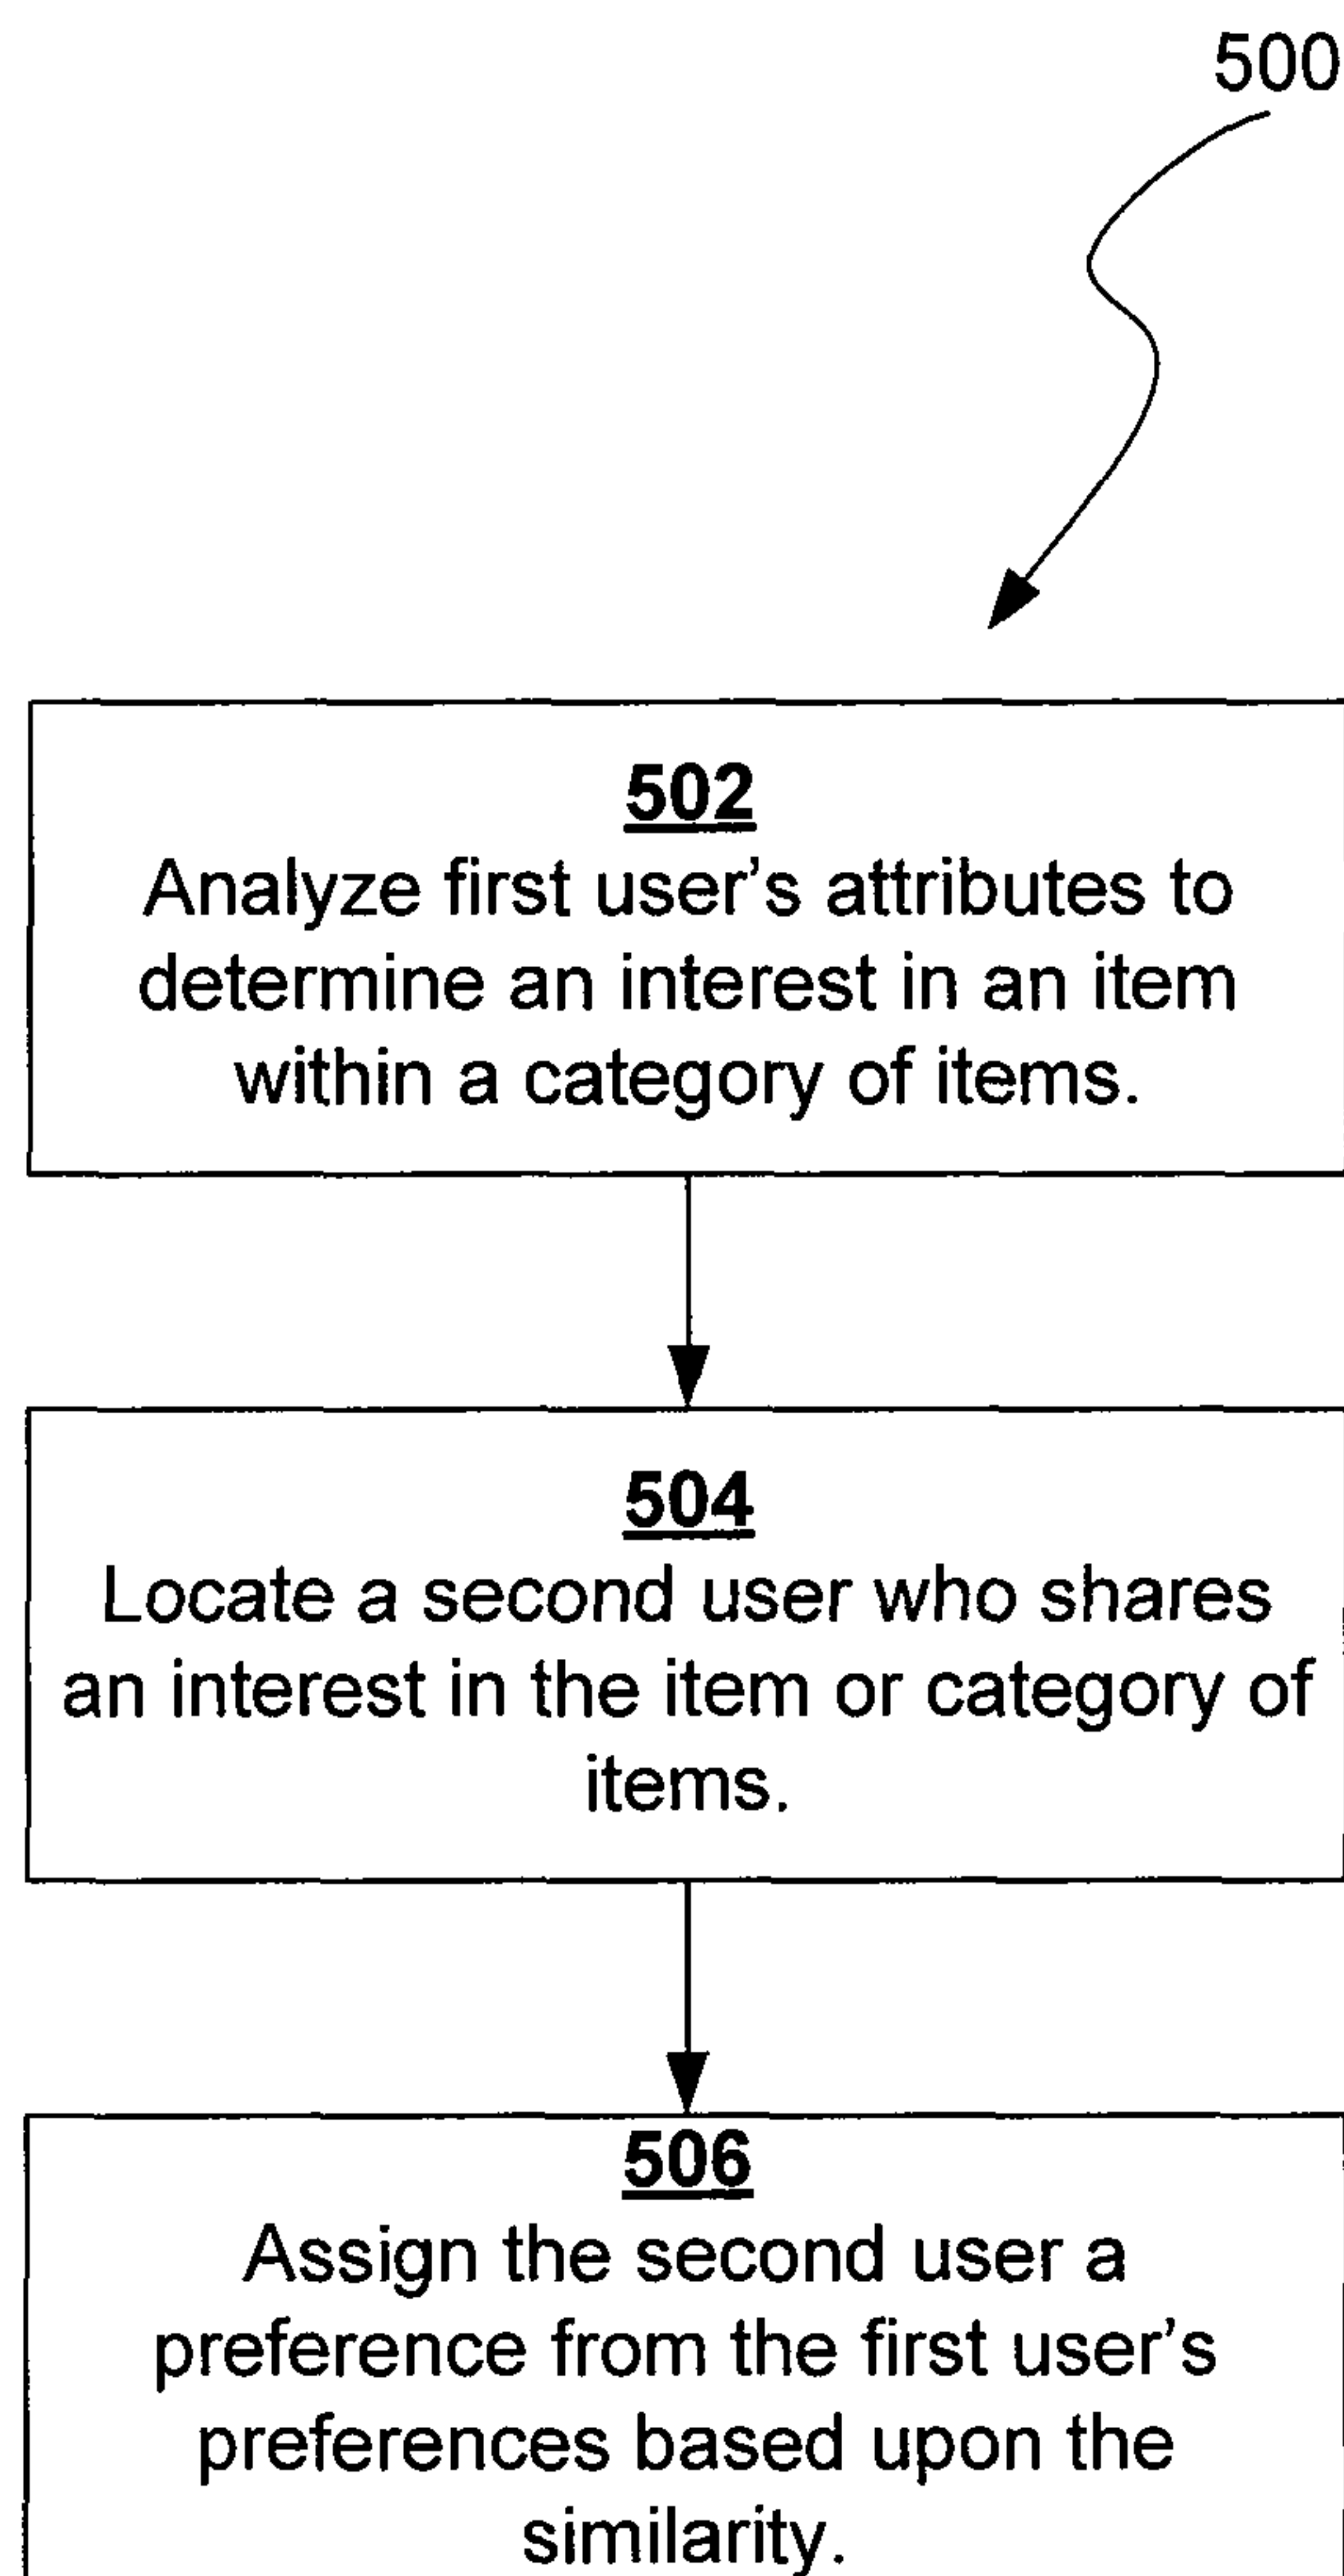 500
502
Analyze first user's attributes to
determine an interest in an item
within a category of items.
504
Locate a second user who shares
an interest in the item or category of
items.
506
Assign the second user a
preference from the first user's
preferences based upon the
similarity.